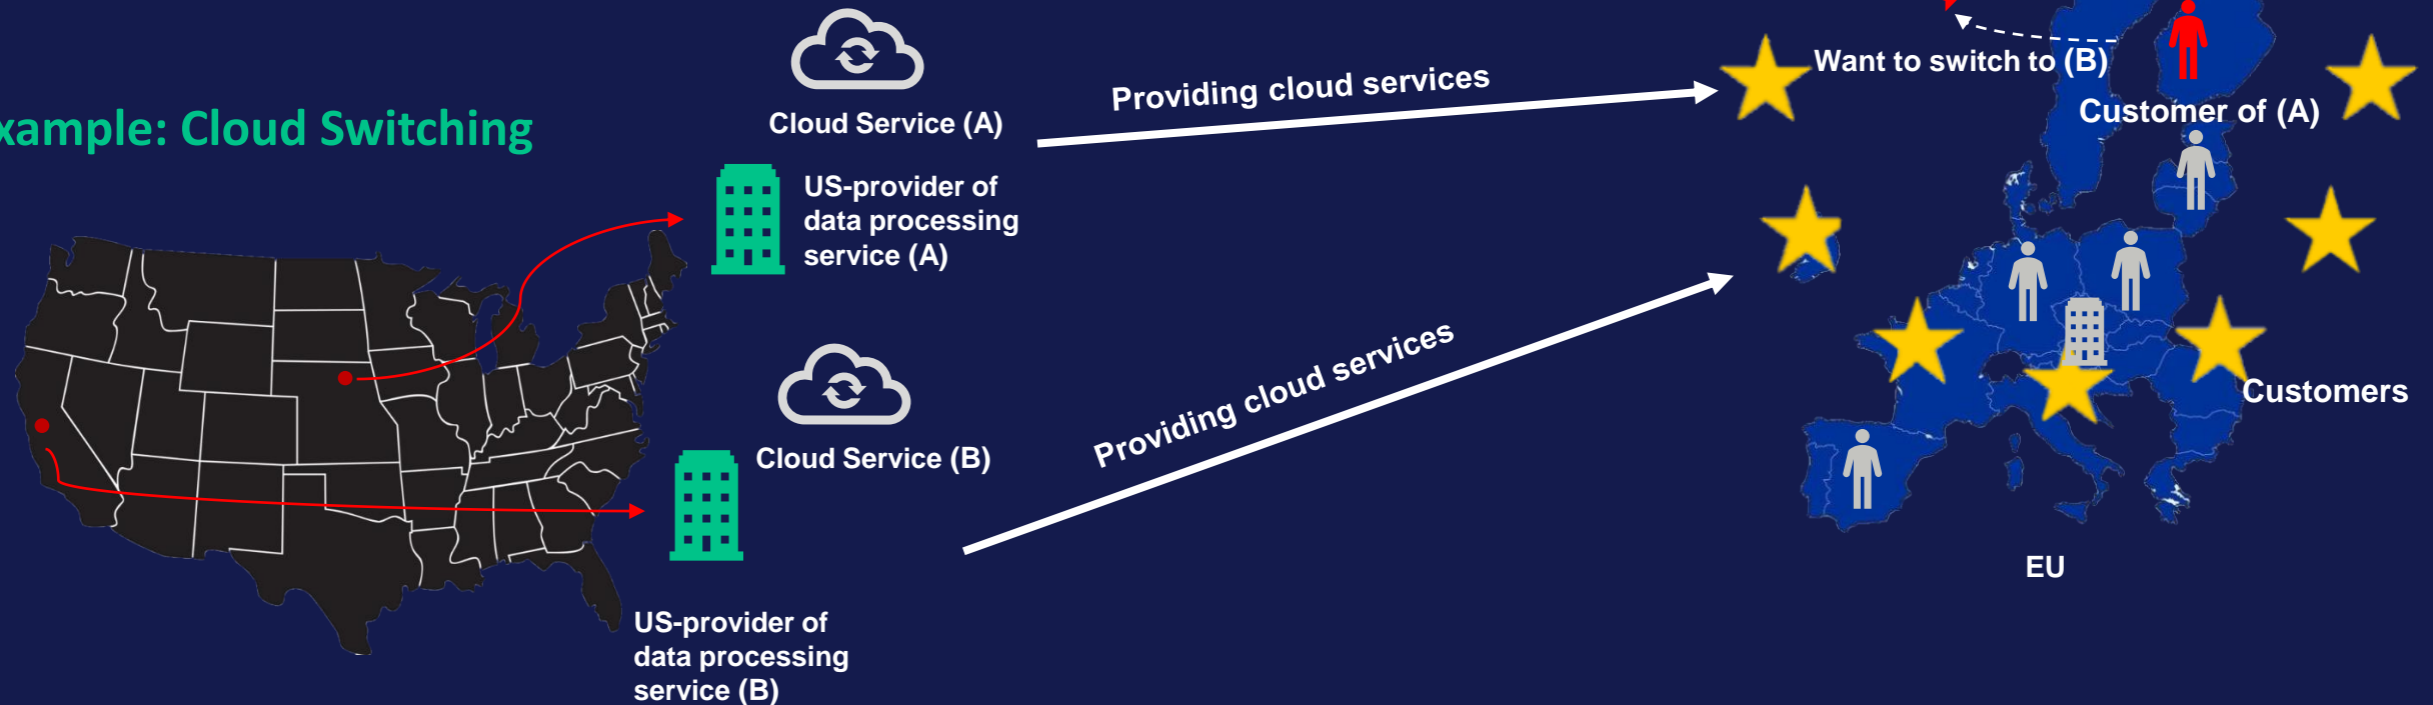 xample: Cloud Switching
Cloud Service (A)
US-provider of
data processing
service (A)
Providing cloud services
Cloud Service (B)
US-provider of
data processing
service (B)
Providing cloud services
Want to switch to (B)
Customer of (A)
Customers
EU